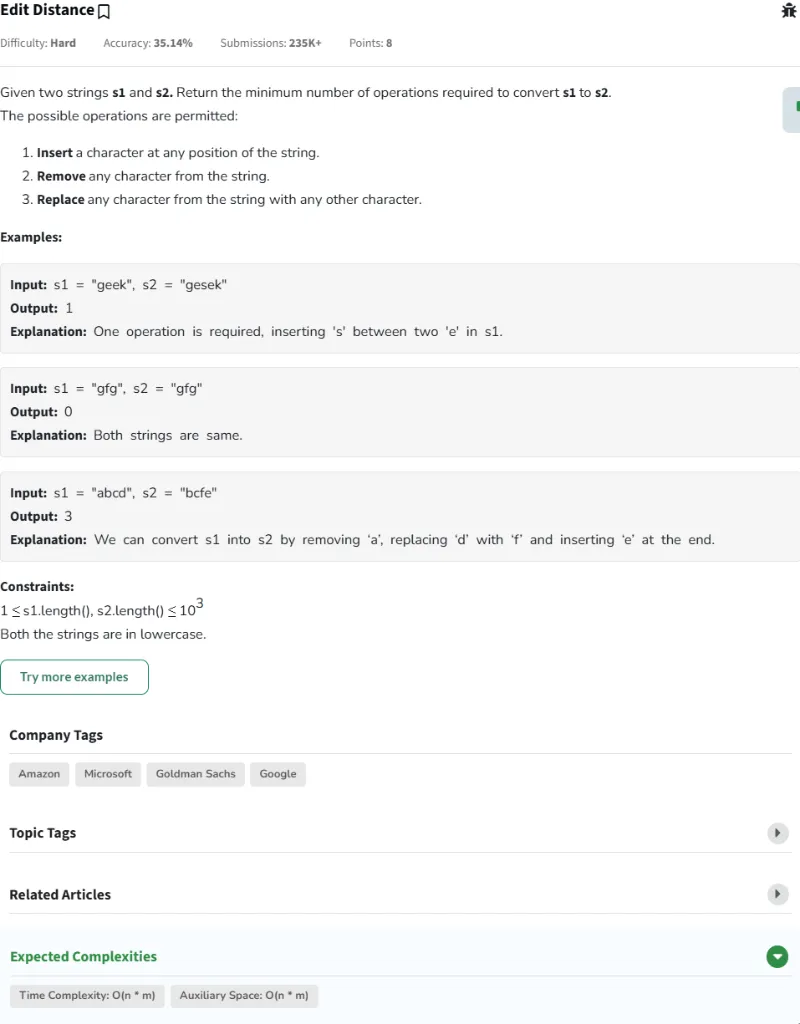 Edit Distance
Difficulty: Hard Accuracy: 35.14% Submissions: 235K+ Points: 8
Given two strings s1 and s2. Return the minimum number of operations required to convert s1 to s2.
The possible operations are permitted:
1. Insert a character at any position of the string.
2. Remove any character from the string.
3. Replace any character from the string with any other character.
Examples:
Input: s1 = "geek", s2 = "gesek"
Output: 1
Explanation: One operation is required, inserting 's' between two 'e' in s1.
Input: s1 = "gfg", s2 = "gfg"
Output: 0
Explanation: Both strings are same.
Input: s1 = "abcd", s2 = "bcfe"
Output: 3
Explanation: We can convert s1 into s2 by removing ‘a’, replacing ‘d’ with ‘f’ and inserting ‘e’ at the end.
Constraints:
1 ≤ s1.length(), s2.length() ≤ 10³
Both the strings are in lowercase.
Try more examples
Company Tags
Amazon Microsoft Goldman Sachs Google
Topic Tags
Related Articles
Expected Complexities
Time Complexity: O(n * m) Auxiliary Space: O(n * m)